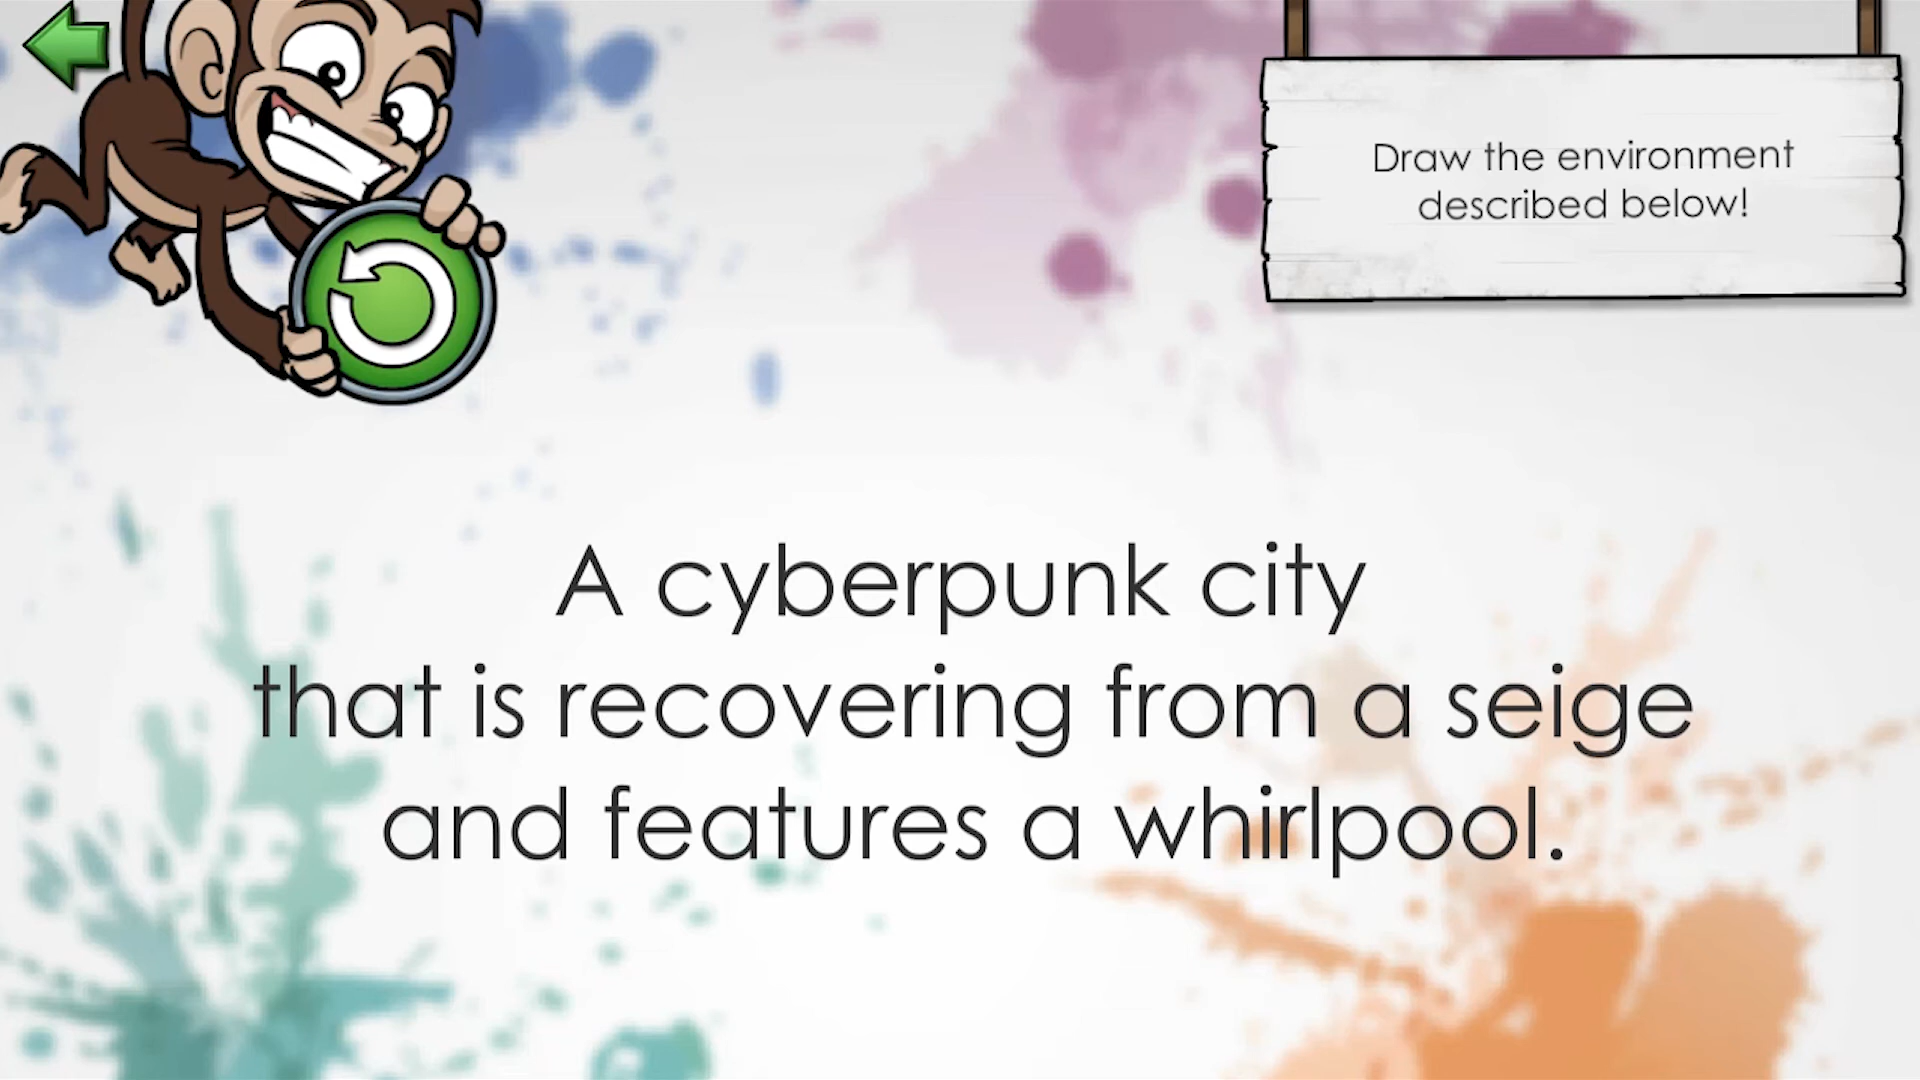 Draw the environment
described below!
A cyberpunk city
that is recovering from a seige
and features a whirlpool.